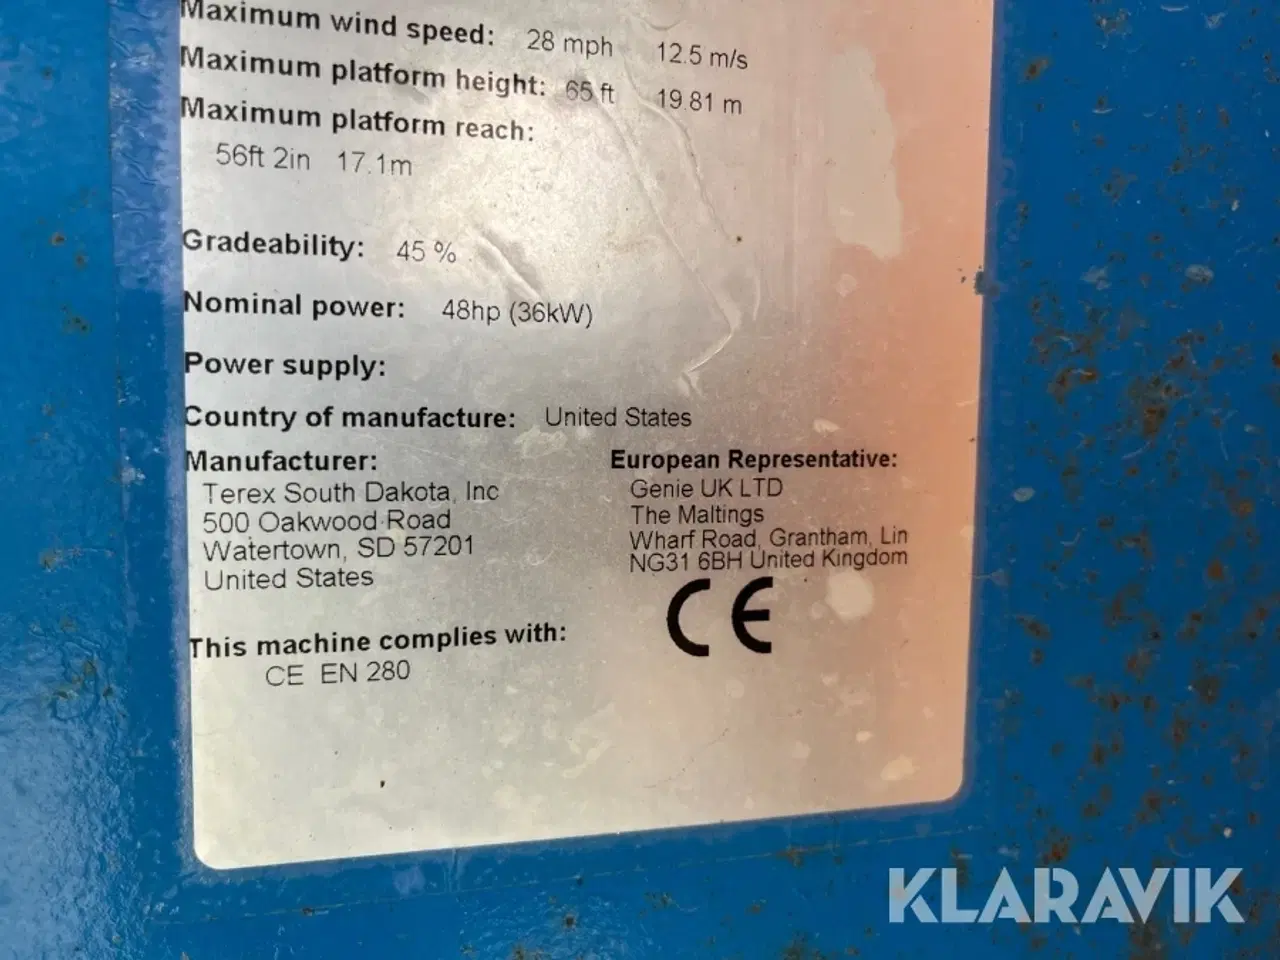 Maximum wind speed: 28 mph 12.5 m/s
Maximum platform height: 65 ft 19.81 m
Maximum platform reach:
56ft 2in 17.1m
Gradeability: 45 %
Nominal power: 48hp (36kW)
Power supply:
Country of manufacture: United States
Manufacturer:
Terex South Dakota, Inc
500 Oakwood Road
Watertown, SD 57201
United States
European Representative:
Genie UK LTD
The Maltings
Wharf Road, Grantham, Lin
NG31 6BH United Kingdom
CE
This machine complies with:
CE EN 280
KLARAVIK